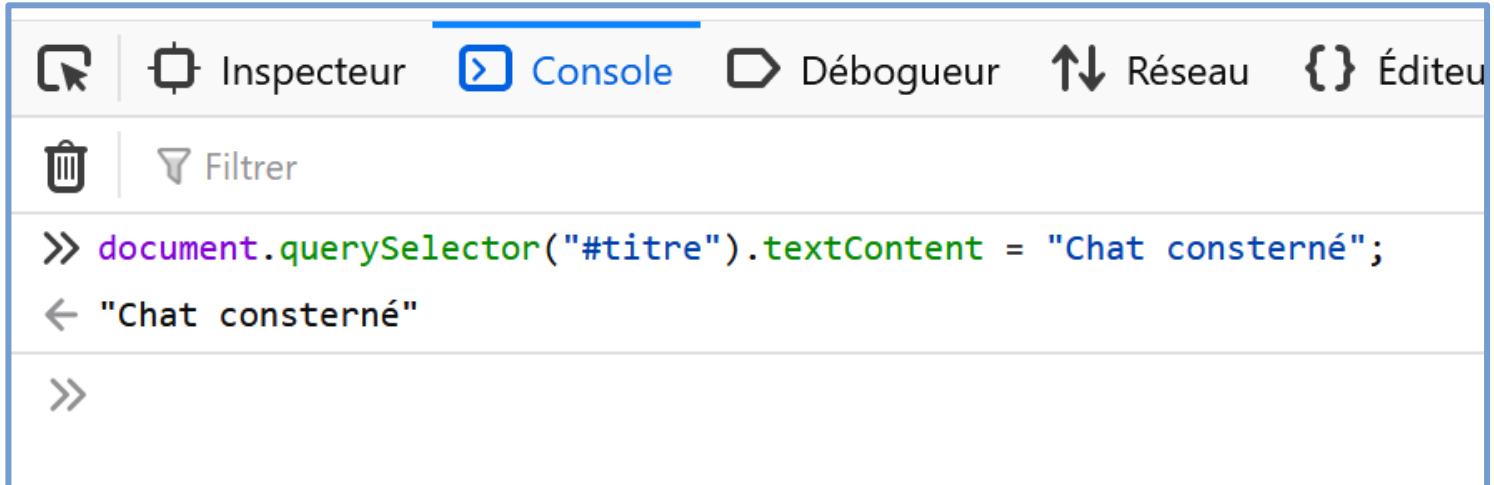 Inspecteur Console Débogueur Réseau {} Éditeu
Filtrer
>> document.querySelector("#titre").textContent = "Chat consterné";
← "Chat consterné"
>>